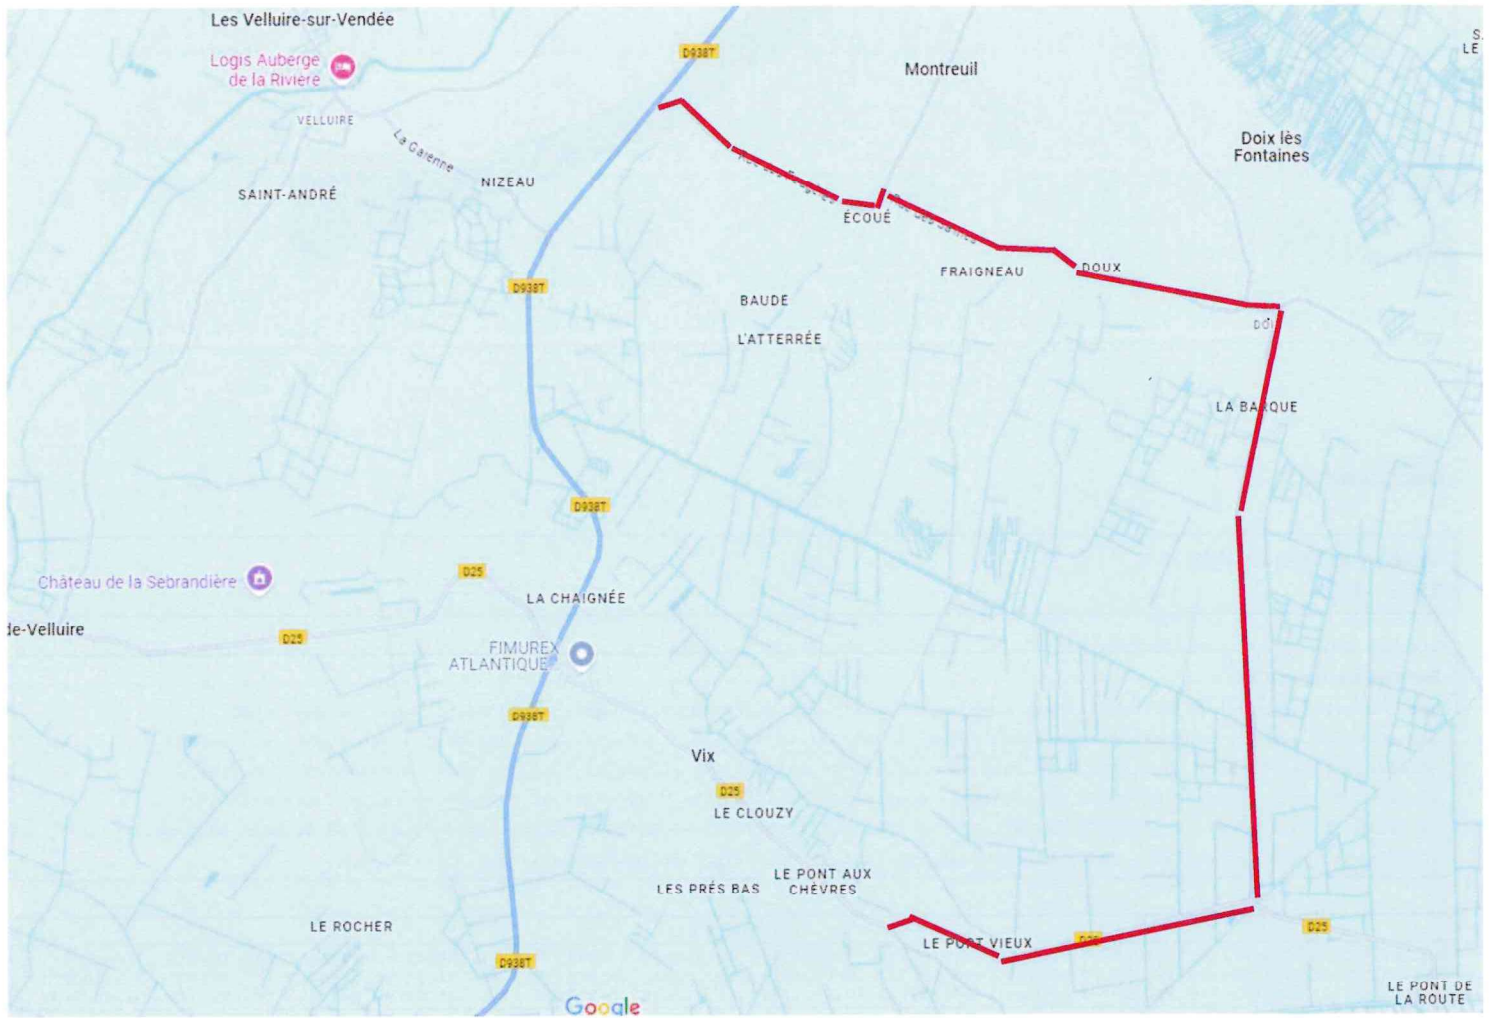 Les Velluire-sur-Vendée
S.
LE
Logis Auberge
de la Rivière
D938T
Montreuil
VELLUIRE
La Garenne
Doix lès
Fontaines
NIZEAU
SAINT-ANDRÉ
ÉCOUÉ
FRAIGNEAU
DOUX
D938T
BAUDE
L'ATTERRÉE
LA BARQUE
D938T
D25
Château de la Sebrandière
LA CHAIGNÉE
de-Velluire
D25
FIMUREX
ATLANTIQUE...
D938T
Vix
D25
LE CLOUZY
LE PONT AUX
CHÈVRES
LES PRÉS BAS
LE ROCHER
LE PORT VIEUX
D25
D938T
LE PONT DE
LA ROUTE
Google